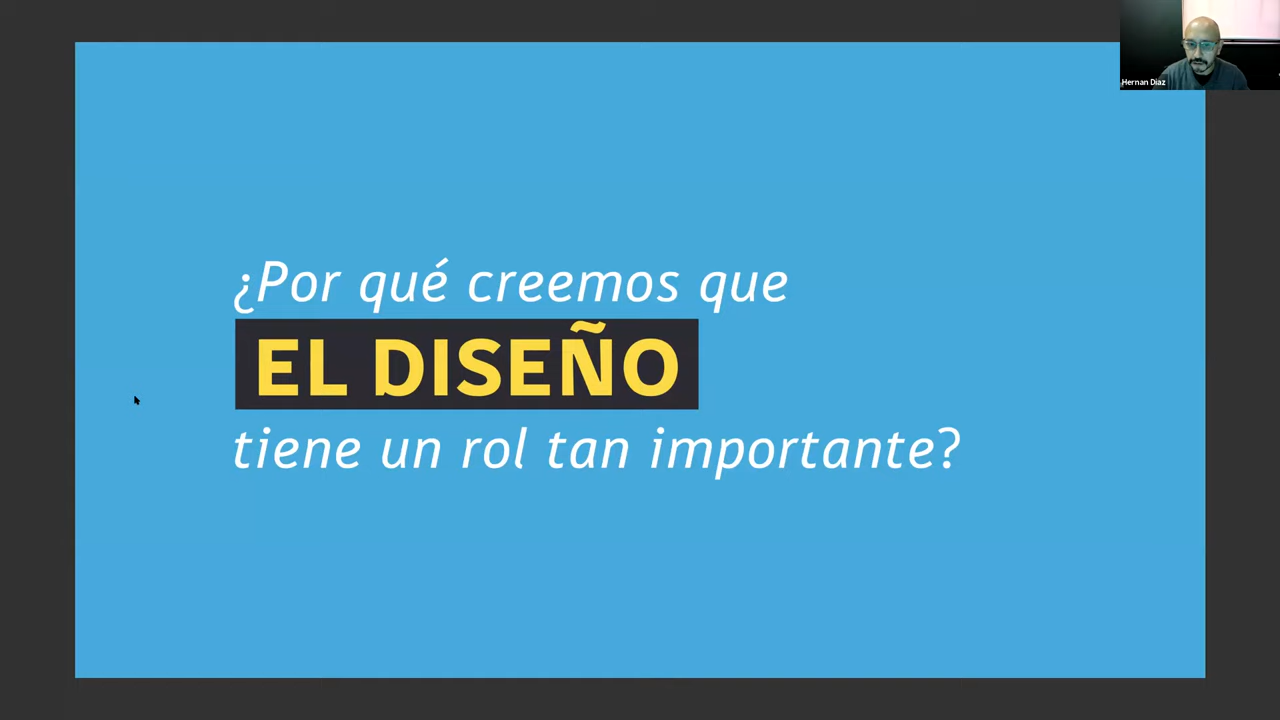 Hernan Diaz
¿Por qué creemos que
EL DISEÑO
tiene un rol tan importante?